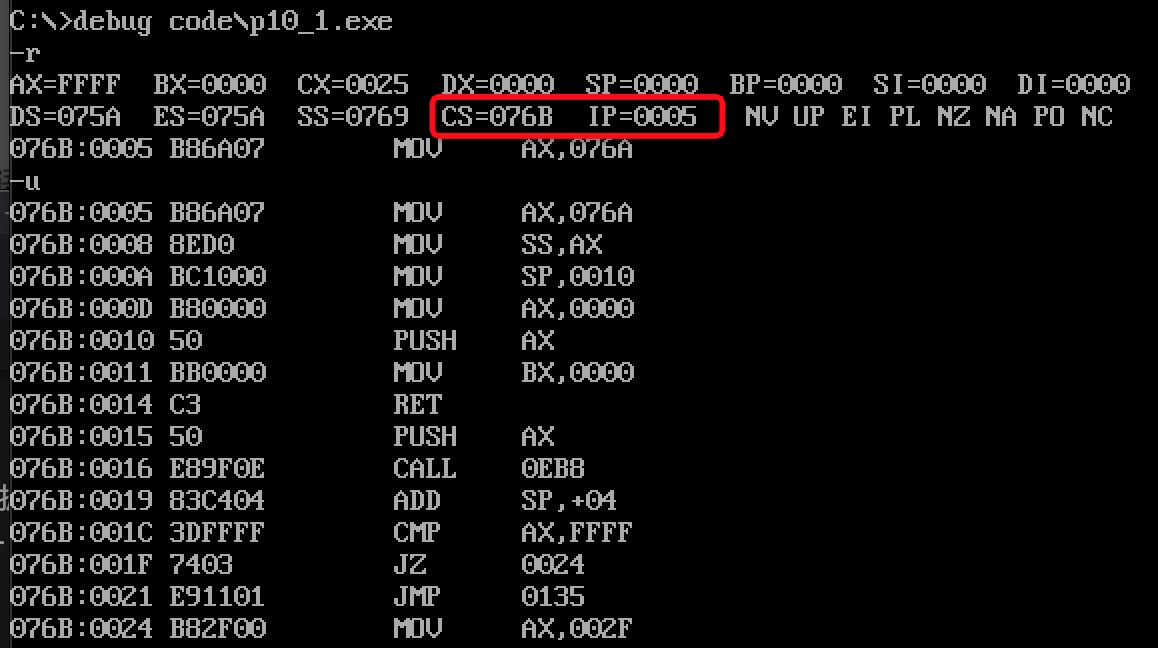 C:\>debug code\p10_1.exe
-r
AX=FFFF  BX=0000  CX=0025  DX=0000  SP=0000  BP=0000  SI=0000  DI=0000
DS=075A  ES=075A  SS=0769  CS=076B  IP=0005   NV UP EI PL NZ NA PO NC
076B:0005 B86A07        MOV     AX,076A
-u
076B:0005 B86A07        MOV     AX,076A
076B:0008 8ED0          MOV     SS,AX
076B:000A BC1000        MOV     SP,0010
076B:000D B80000        MOV     AX,0000
076B:0010 50            PUSH    AX
076B:0011 BB0000        MOV     BX,0000
076B:0014 C3            RET
076B:0015 50            PUSH    AX
076B:0016 E89F0E        CALL    0EB8
076B:0019 83C404        ADD     SP,+04
076B:001C 3DFFFF        CMP     AX,FFFF
076B:001F 7403          JZ      0024
076B:0021 E91101        JMP     0135
076B:0024 B82F00        MOV     AX,002F